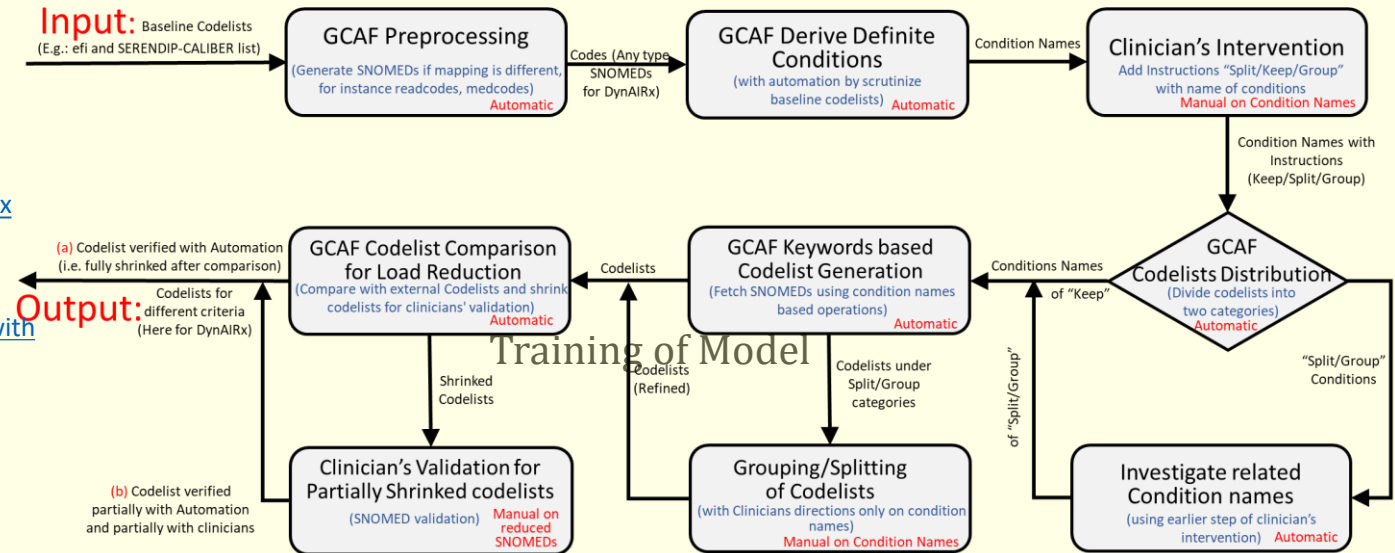 Input: Baseline Codelists
(E.g.: efi and SERENDIP-CALIBER list)
GCAF Preprocessing
(Generate SNOMEDs if mapping is different,
for instance readcodes, medcodes)
Automatic
Codes (Any type
SNOMEDs
for DynAIRx)
GCAF Derive Definite
Conditions
(with automation by scrutinize
baseline codelists) Automatic
Condition Names
Clinician's Intervention
Add Instructions "Split/Keep/Group"
with name of conditions
Manual on Condition Names
Condition Names with
Instructions
(Keep/Split/Group)
GCAF
Codelists Distribution
(Divide codelists into
two categories)
Automatic
"Split/Group"
Conditions
Investigate related
Condition names
(using earlier step of clinician's
intervention) Automatic
of "Split/Group"
Conditions Names
of "Keep"
GCAF Keywords based
Codelist Generation
(Fetch SNOMEDs using condition names
based operations)
Automatic
Codelists under
Split/Group
categories
Grouping/Splitting
of Codelists
(with Clinicians directions only on condition
names)
Manual on Condition Names
Codelists
(Refined)
Training of Model
Codelists
GCAF Codelist Comparison
for Load Reduction
(Compare with external Codelists and shrink
codelists for clinicians' validation)
Automatic
Shrinked
Codelists
Clinician's Validation for
Partially Shrinked codelists
(SNOMED validation)
Manual on
reduced
SNOMEDs
x
(a) Codelist verified with Automation
(i.e. fully shrinked after comparison)
Output:
Codelists for
different criteria
(Here for DynAIRx)
with
(b) Codelist verified
partially with Automation
and partially with clinicians